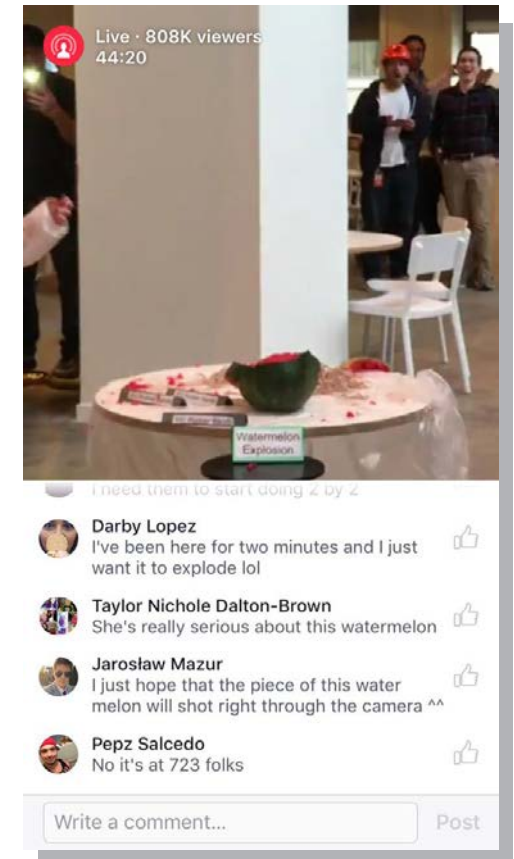 Live · 808K viewers
44:20
Watermelon
Explosion
I need them to start doing 2 by 2
Darby Lopez
I've been here for two minutes and I just
want it to explode lol
Taylor Nichole Dalton-Brown
She's really serious about this watermelon
Jarosław Mazur
I just hope that the piece of this water
melon will shot right through the camera ^^
Pepz Salcedo
No it's at 723 folks
Write a comment...
Post